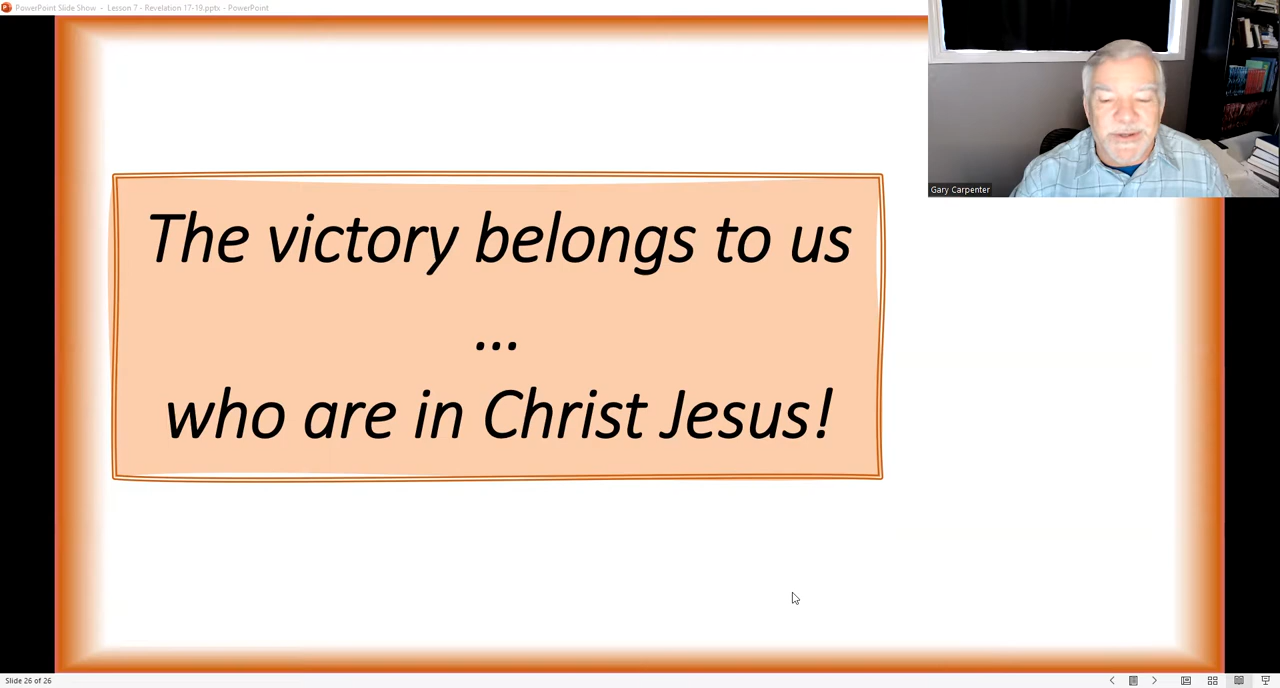 PowerPoint Slide Show - Lesson 7 - Revelation 17-19.pptx - PowerPoint
Gary Carpenter
The victory belongs to us
...
who are in Christ Jesus!
Slide 26 of 26